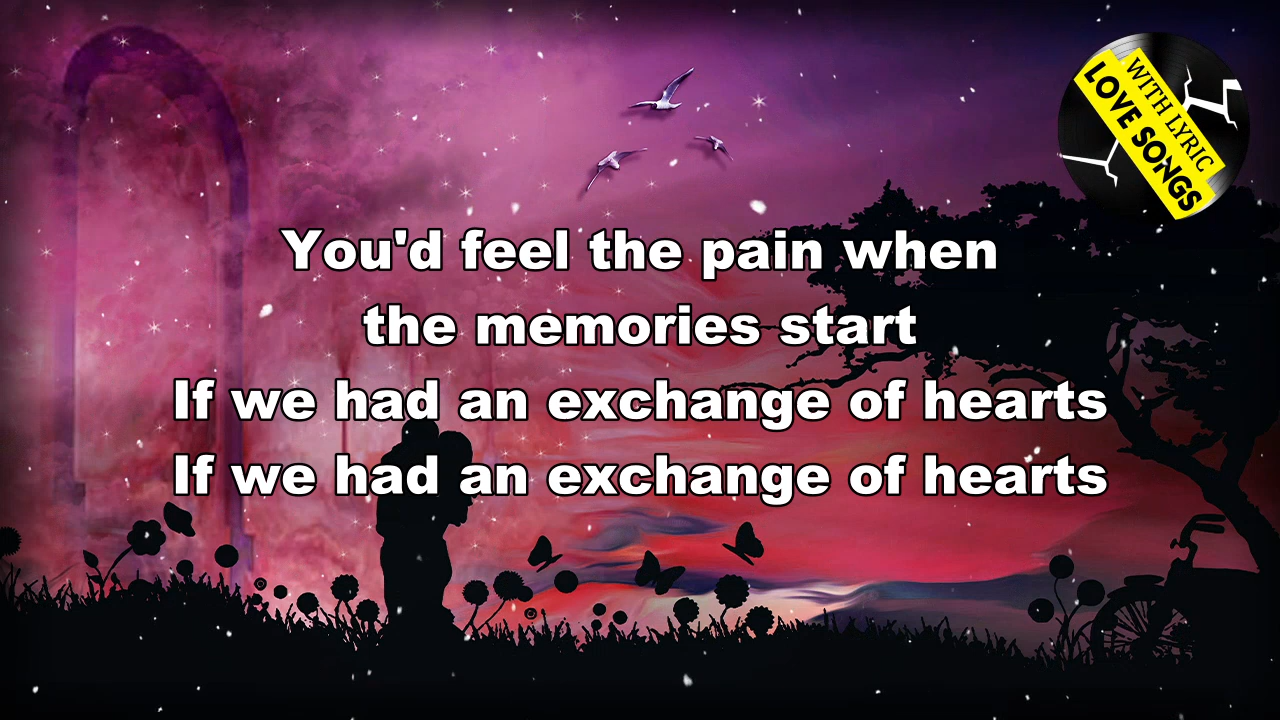 WITH LYRIC
LOVE SONGS
You'd feel the pain when
the memories start
If we had an exchange of hearts
If we had an exchange of hearts